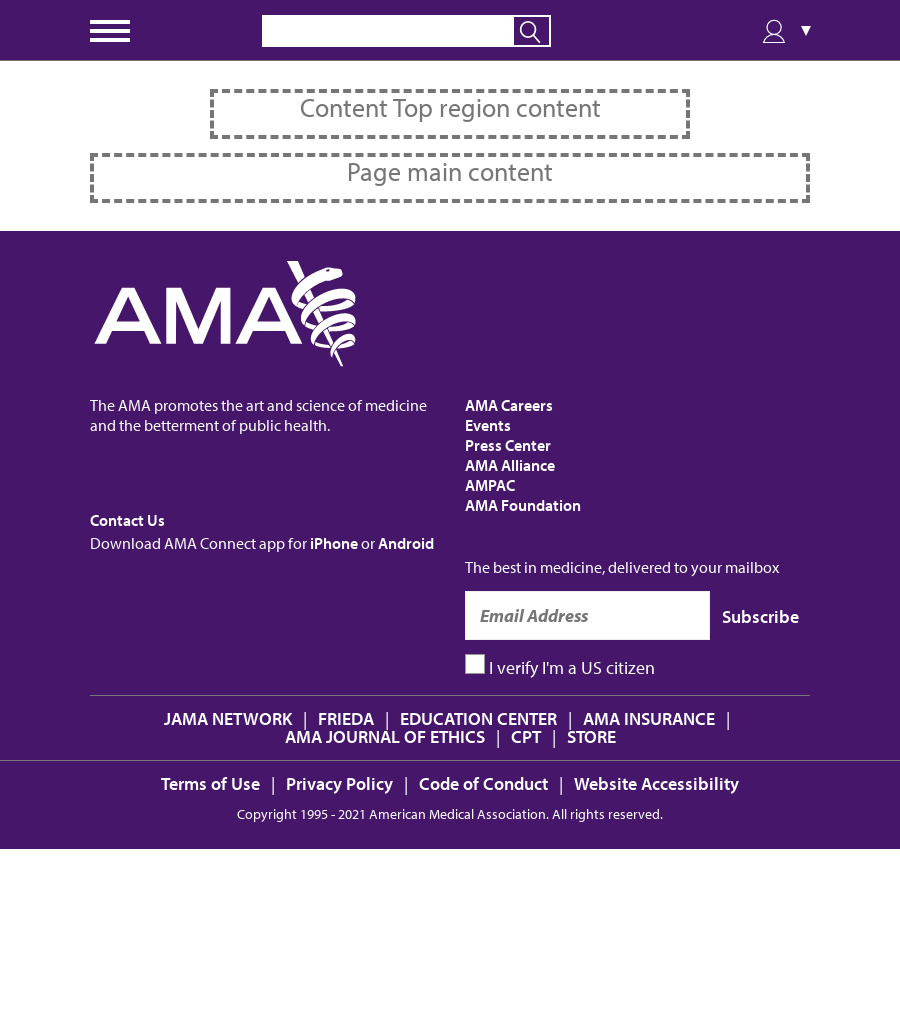 Content Top region content
Page main content
AMA
The AMA promotes the art and science of medicine
and the betterment of public health.
Contact Us
Download AMA Connect app for iPhone or Android
AMA Careers
Events
Press Center
AMA Alliance
AMPAC
AMA Foundation
The best in medicine, delivered to your mailbox
Email Address
Subscribe
I verify I'm a US citizen
JAMA NETWORK | FRIEDA | EDUCATION CENTER | AMA INSURANCE |
AMA JOURNAL OF ETHICS | CPT | STORE
Terms of Use | Privacy Policy | Code of Conduct | Website Accessibility
Copyright 1995 - 2021 American Medical Association. All rights reserved.